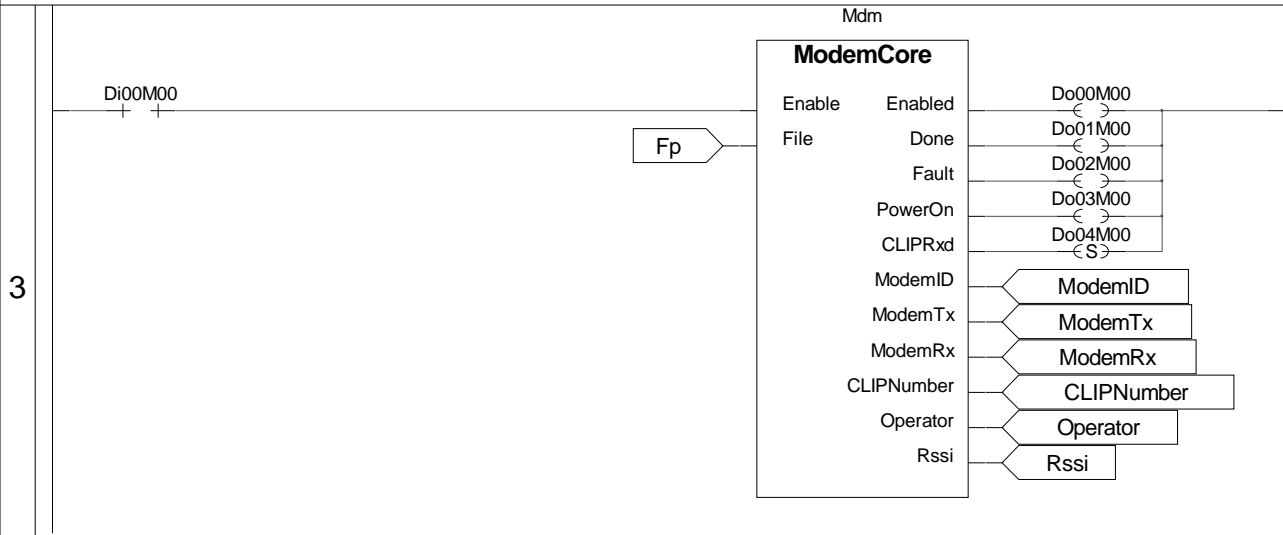 Mdm
ModemCore
Di00M00
Enable Enabled Do00M00
Fp File Done Do01M00
Fault Do02M00
PowerOn Do03M00
CLIPRxd Do04M00
S
3
ModemID ModemID
ModemTx ModemTx
ModemRx ModemRx
CLIPNumber CLIPNumber
Operator Operator
Rssi Rssi